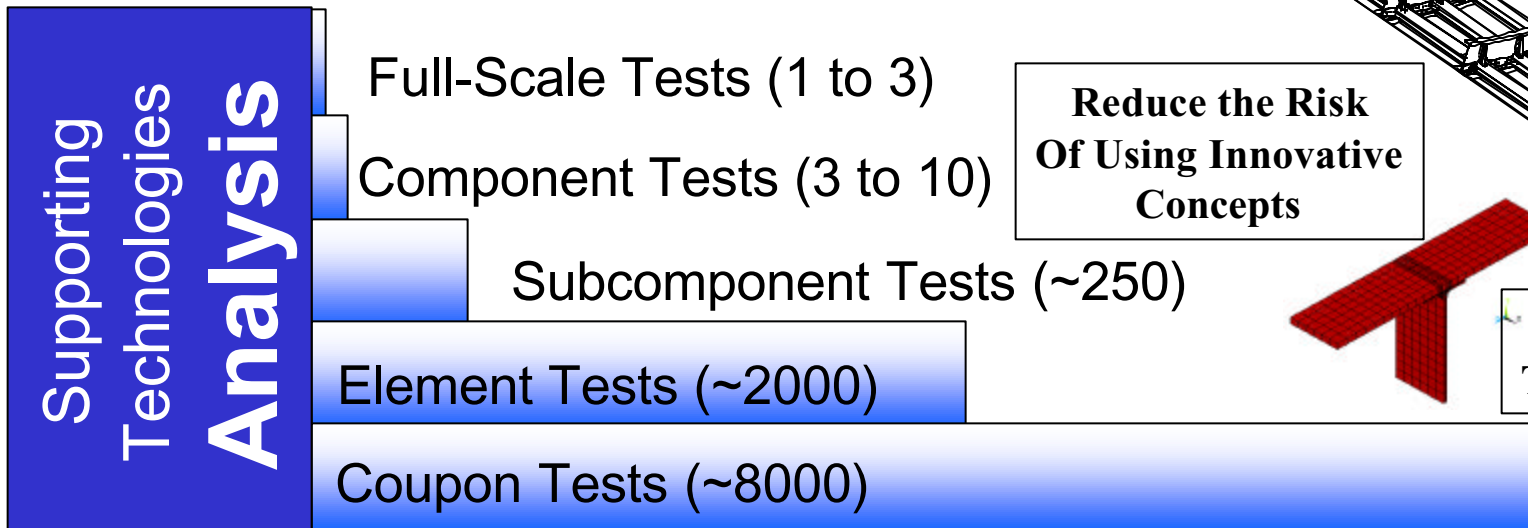 Supporting
Technologies
Analysis
Full-Scale Tests (1 to 3)
Component Tests (3 to 10)
Subcomponent Tests (~250)
Element Tests (~2000)
Coupon Tests (~8000)
Reduce the Risk
Of Using Innovative
Concepts